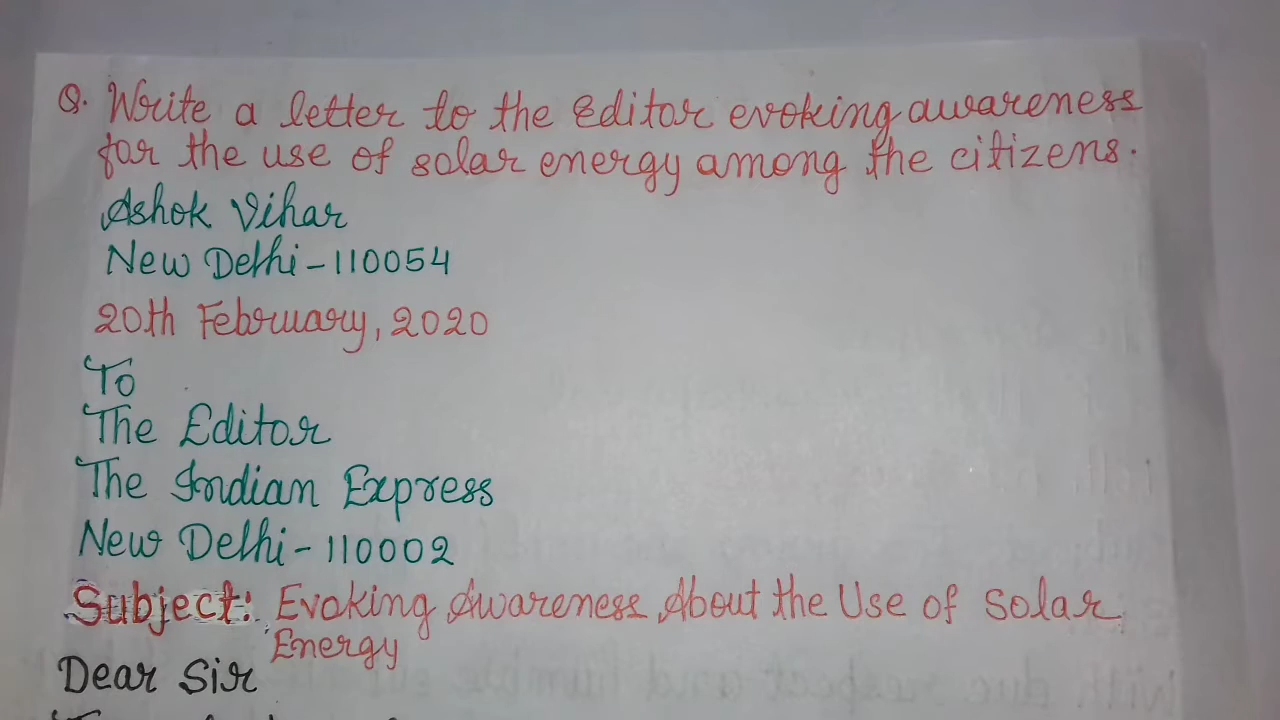 Q. Write a letter to the Editor evoking awareness
for the use of solar energy among the citizens.
Ashok Vihar
New Delhi-110054
20th February, 2020
To
The Editor
The Indian Express
New Delhi-110002
Subject: Evoking Awareness About the Use of Solar
Energy
Dear Sir